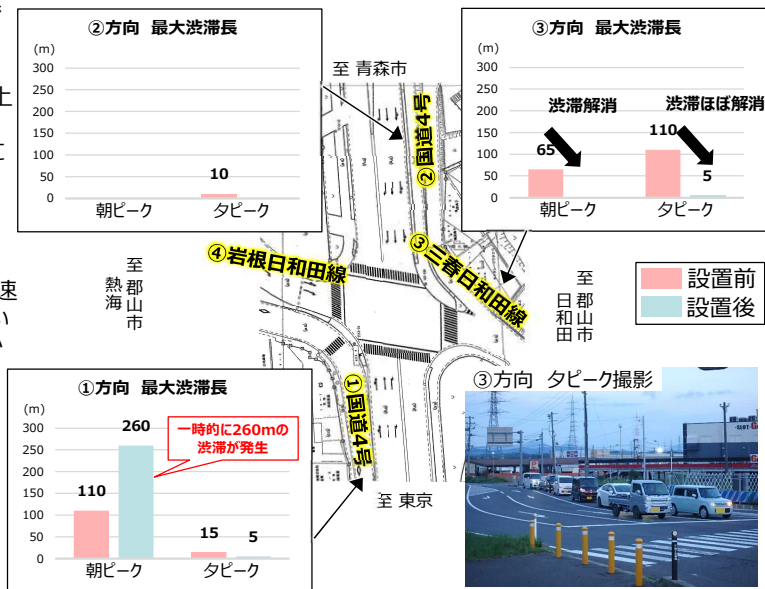 ②方向 最大渋滞長
(m)
300
250
200
150
100
50
0
10
朝ピーク
夕ピーク
至 青森市
②国道4号
③方向 最大渋滞長
(m)
300
250
200
150
100
50
0
渋滞解消
渋滞ほぼ解消
65
110
5
朝ピーク
夕ピーク
土
に
④岩根日和田線
③三春日和田線
至 郡山市
熱海
至 郡山市
日和田
設置前
設置後
速
い
①方向 最大渋滞長
(m)
300
250
200
150
100
50
0
110
260
15
5
一時的に260mの
渋滞が発生
朝ピーク
夕ピーク
①国道4号
至 東京
③方向 夕ピーク撮影